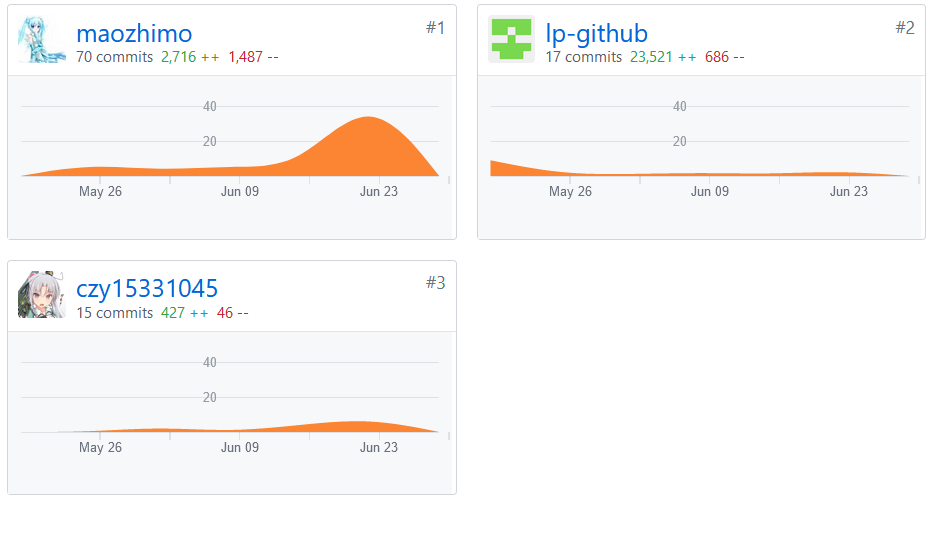 maozhimo #1
70 commits 2,716 ++ 1,487 --
40
20
May 26 Jun 09 Jun 23
lp-github #2
17 commits 23,521 ++ 686 --
40
20
May 26 Jun 09 Jun 23
czy15331045 #3
15 commits 427 ++ 46 --
40
20
May 26 Jun 09 Jun 23